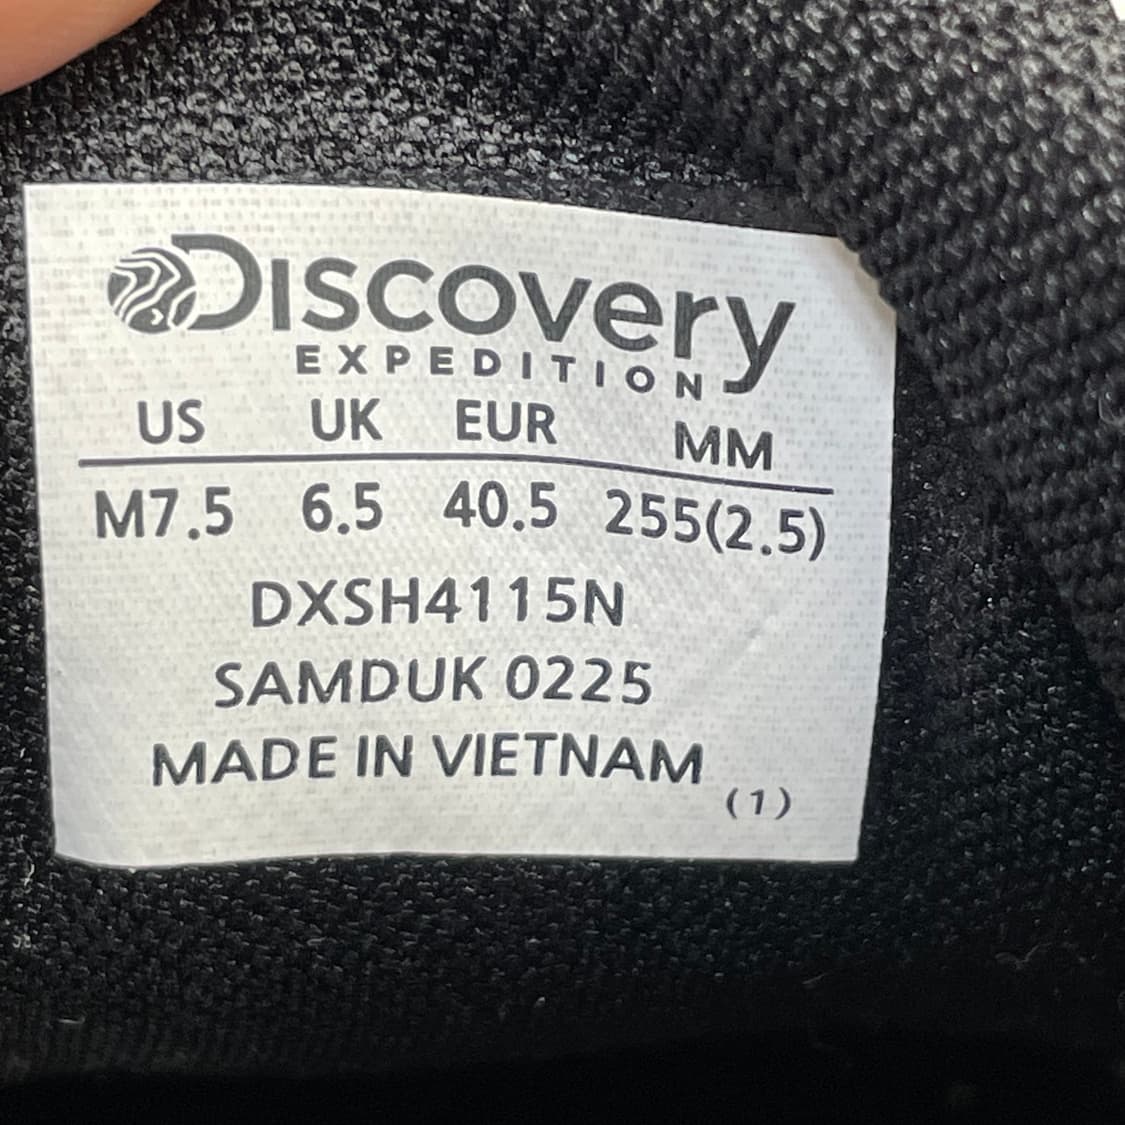 DISCOVERY
EXPEDITION
US UK EUR MM
M7.5 6.5 40.5 255(2.5)
DXSH4115N
SAMDUK 0225
MADE IN VIETNAM
(1)